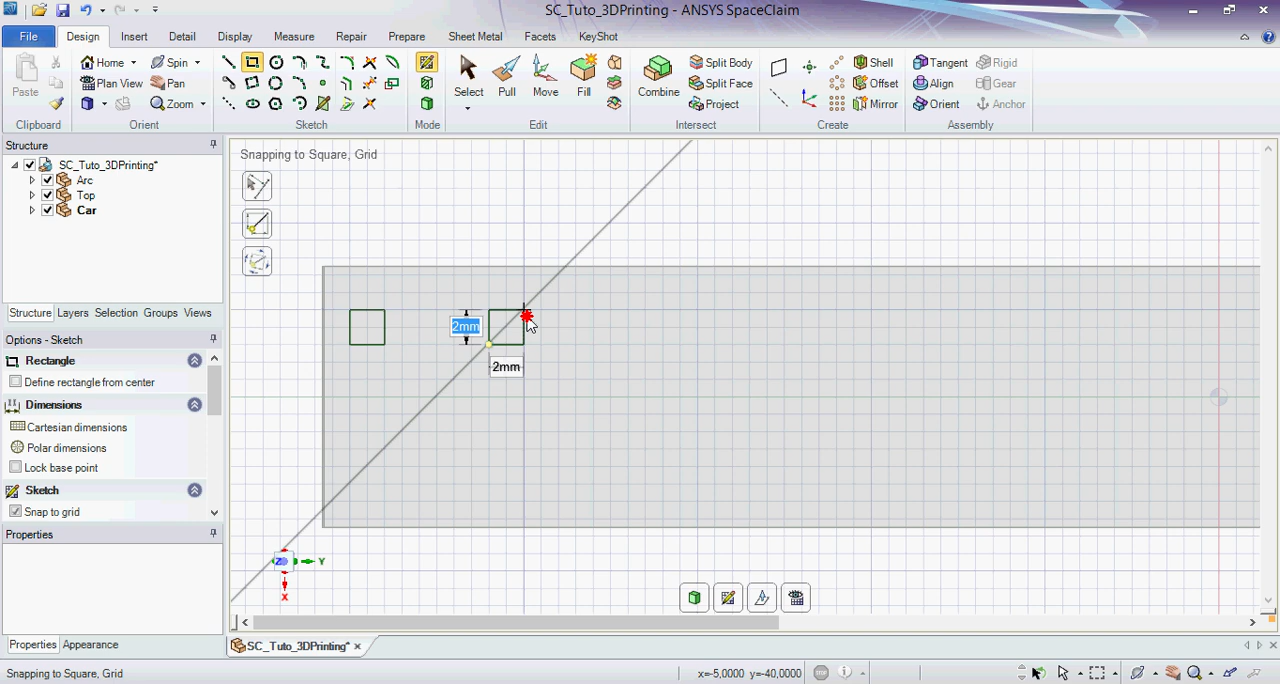 SC_Tuto_3DPrinting - ANSYS SpaceClaim
File Design Insert Detail Display Measure Repair Prepare Sheet Metal Facets KeyShot
Home Spin
Plan View Pan
Zoom
Paste
Select Pull Move Fill
Combine
Split Body
Split Face
Project
Shell
Offset
Mirror
Tangent Rigid
Align Gear
Orient Anchor
Clipboard Orient Sketch Mode Edit Intersect Create Assembly
Structure
SC_Tuto_3DPrinting*
Arc
Top
Car
Structure Layers Selection Groups Views
Options - Sketch
Rectangle
Define rectangle from center
Dimensions
Cartesian dimensions
Polar dimensions
Lock base point
Sketch
Snap to grid
Properties
Properties Appearance
Snapping to Square, Grid
2mm
2mm
Z Y
X
SC_Tuto_3DPrinting*
Snapping to Square, Grid
x=-5,0000 y=-40,0000